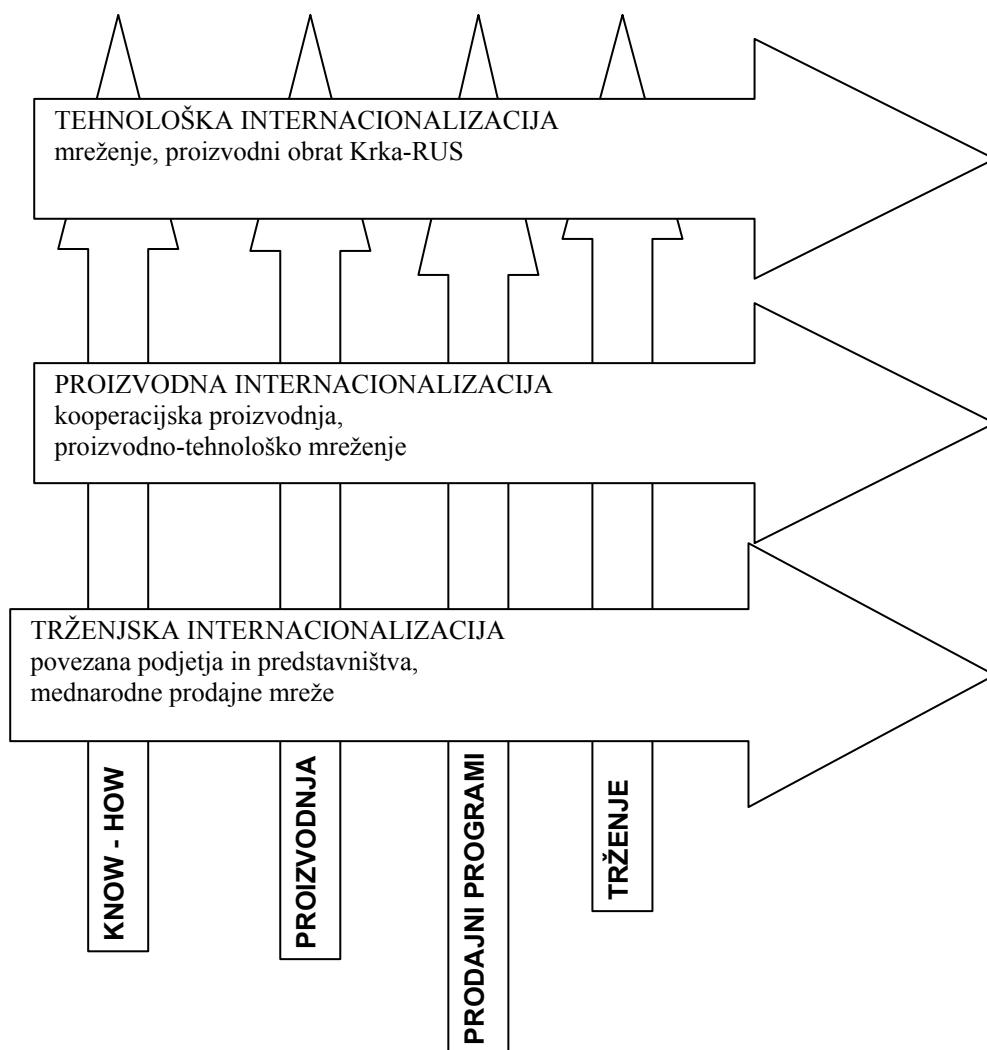 TEHNOLOŠKA INTERNACIONALIZACIJA
mreženje, proizvodni obrat Krka-RUS
PROIZVODNA INTERNACIONALIZACIJA
kooperacijska proizvodnja,
proizvodno-tehnološko mreženje
TRŽENJSKA INTERNACIONALIZACIJA
povezana podjetja in predstavništva,
mednarodne prodajne mreže
KNOW - HOW
PROIZVODNJA
PRODAJNI PROGRAMI
TRŽENJE